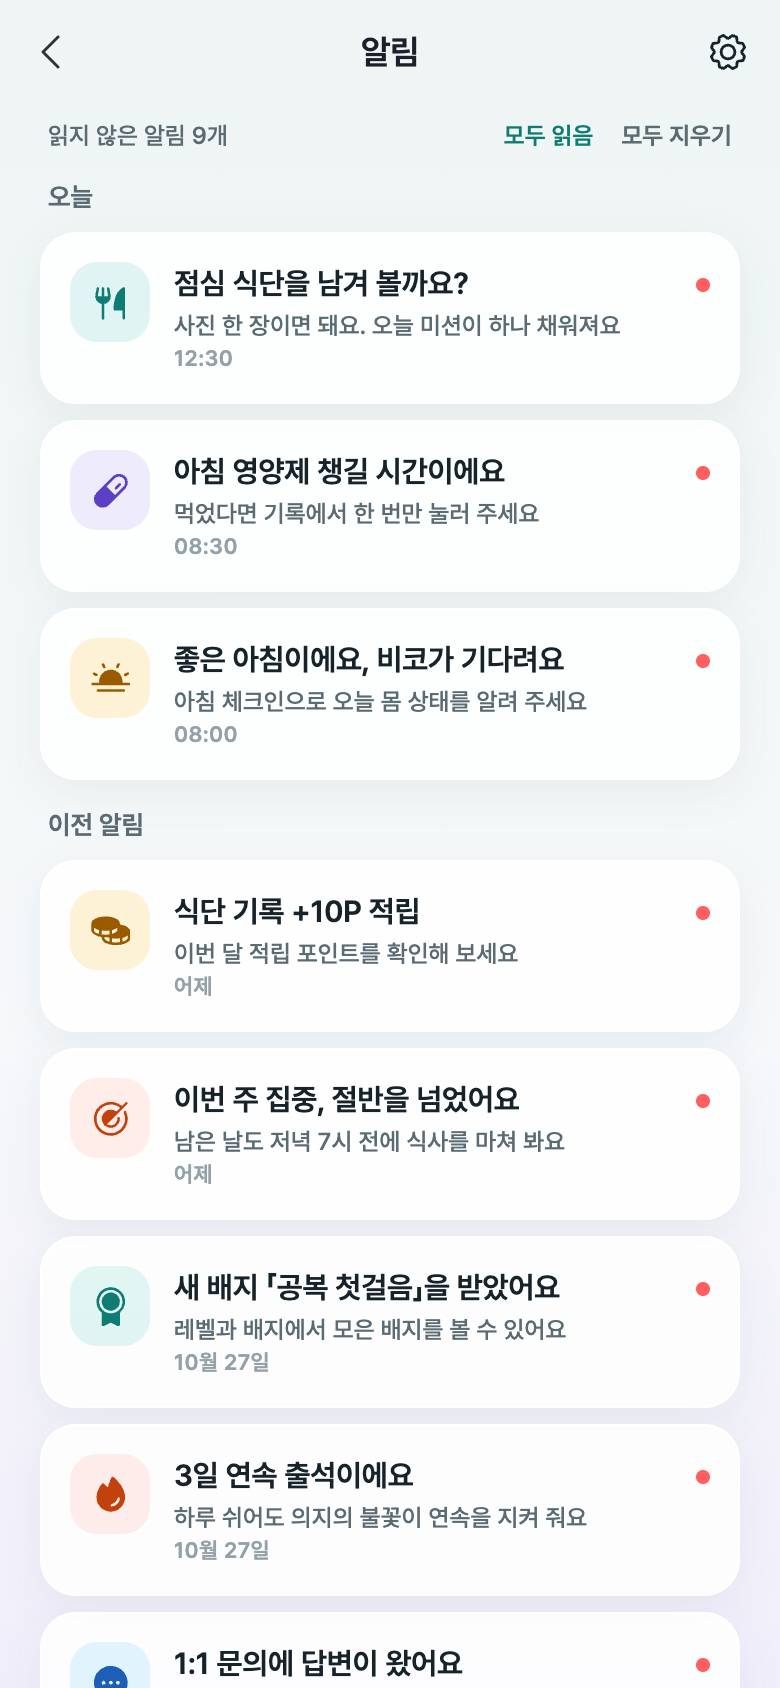 알림
읽지 않은 알림 9개
모두 읽음
모두 지우기
오늘
점심 식단을 남겨 볼까요?
사진 한 장이면 돼요. 오늘 미션이 하나 채워져요
12:30
아침 영양제 챙길 시간이에요
먹었다면 기록에서 한 번만 눌러 주세요
08:30
좋은 아침이에요, 비코가 기다려요
아침 체크인으로 오늘 몸 상태를 알려 주세요
08:00
이전 알림
식단 기록 +10P 적립
이번 달 적립 포인트를 확인해 보세요
어제
이번 주 집중, 절반을 넘었어요
남은 날도 저녁 7시 전에 식사를 마쳐 봐요
어제
새 배지 「공복 첫걸음」을 받았어요
레벨과 배지에서 모은 배지를 볼 수 있어요
10월 27일
3일 연속 출석이에요
하루 쉬어도 의지의 불꽃이 연속을 지켜 줘요
10월 27일
1:1 문의에 답변이 왔어요